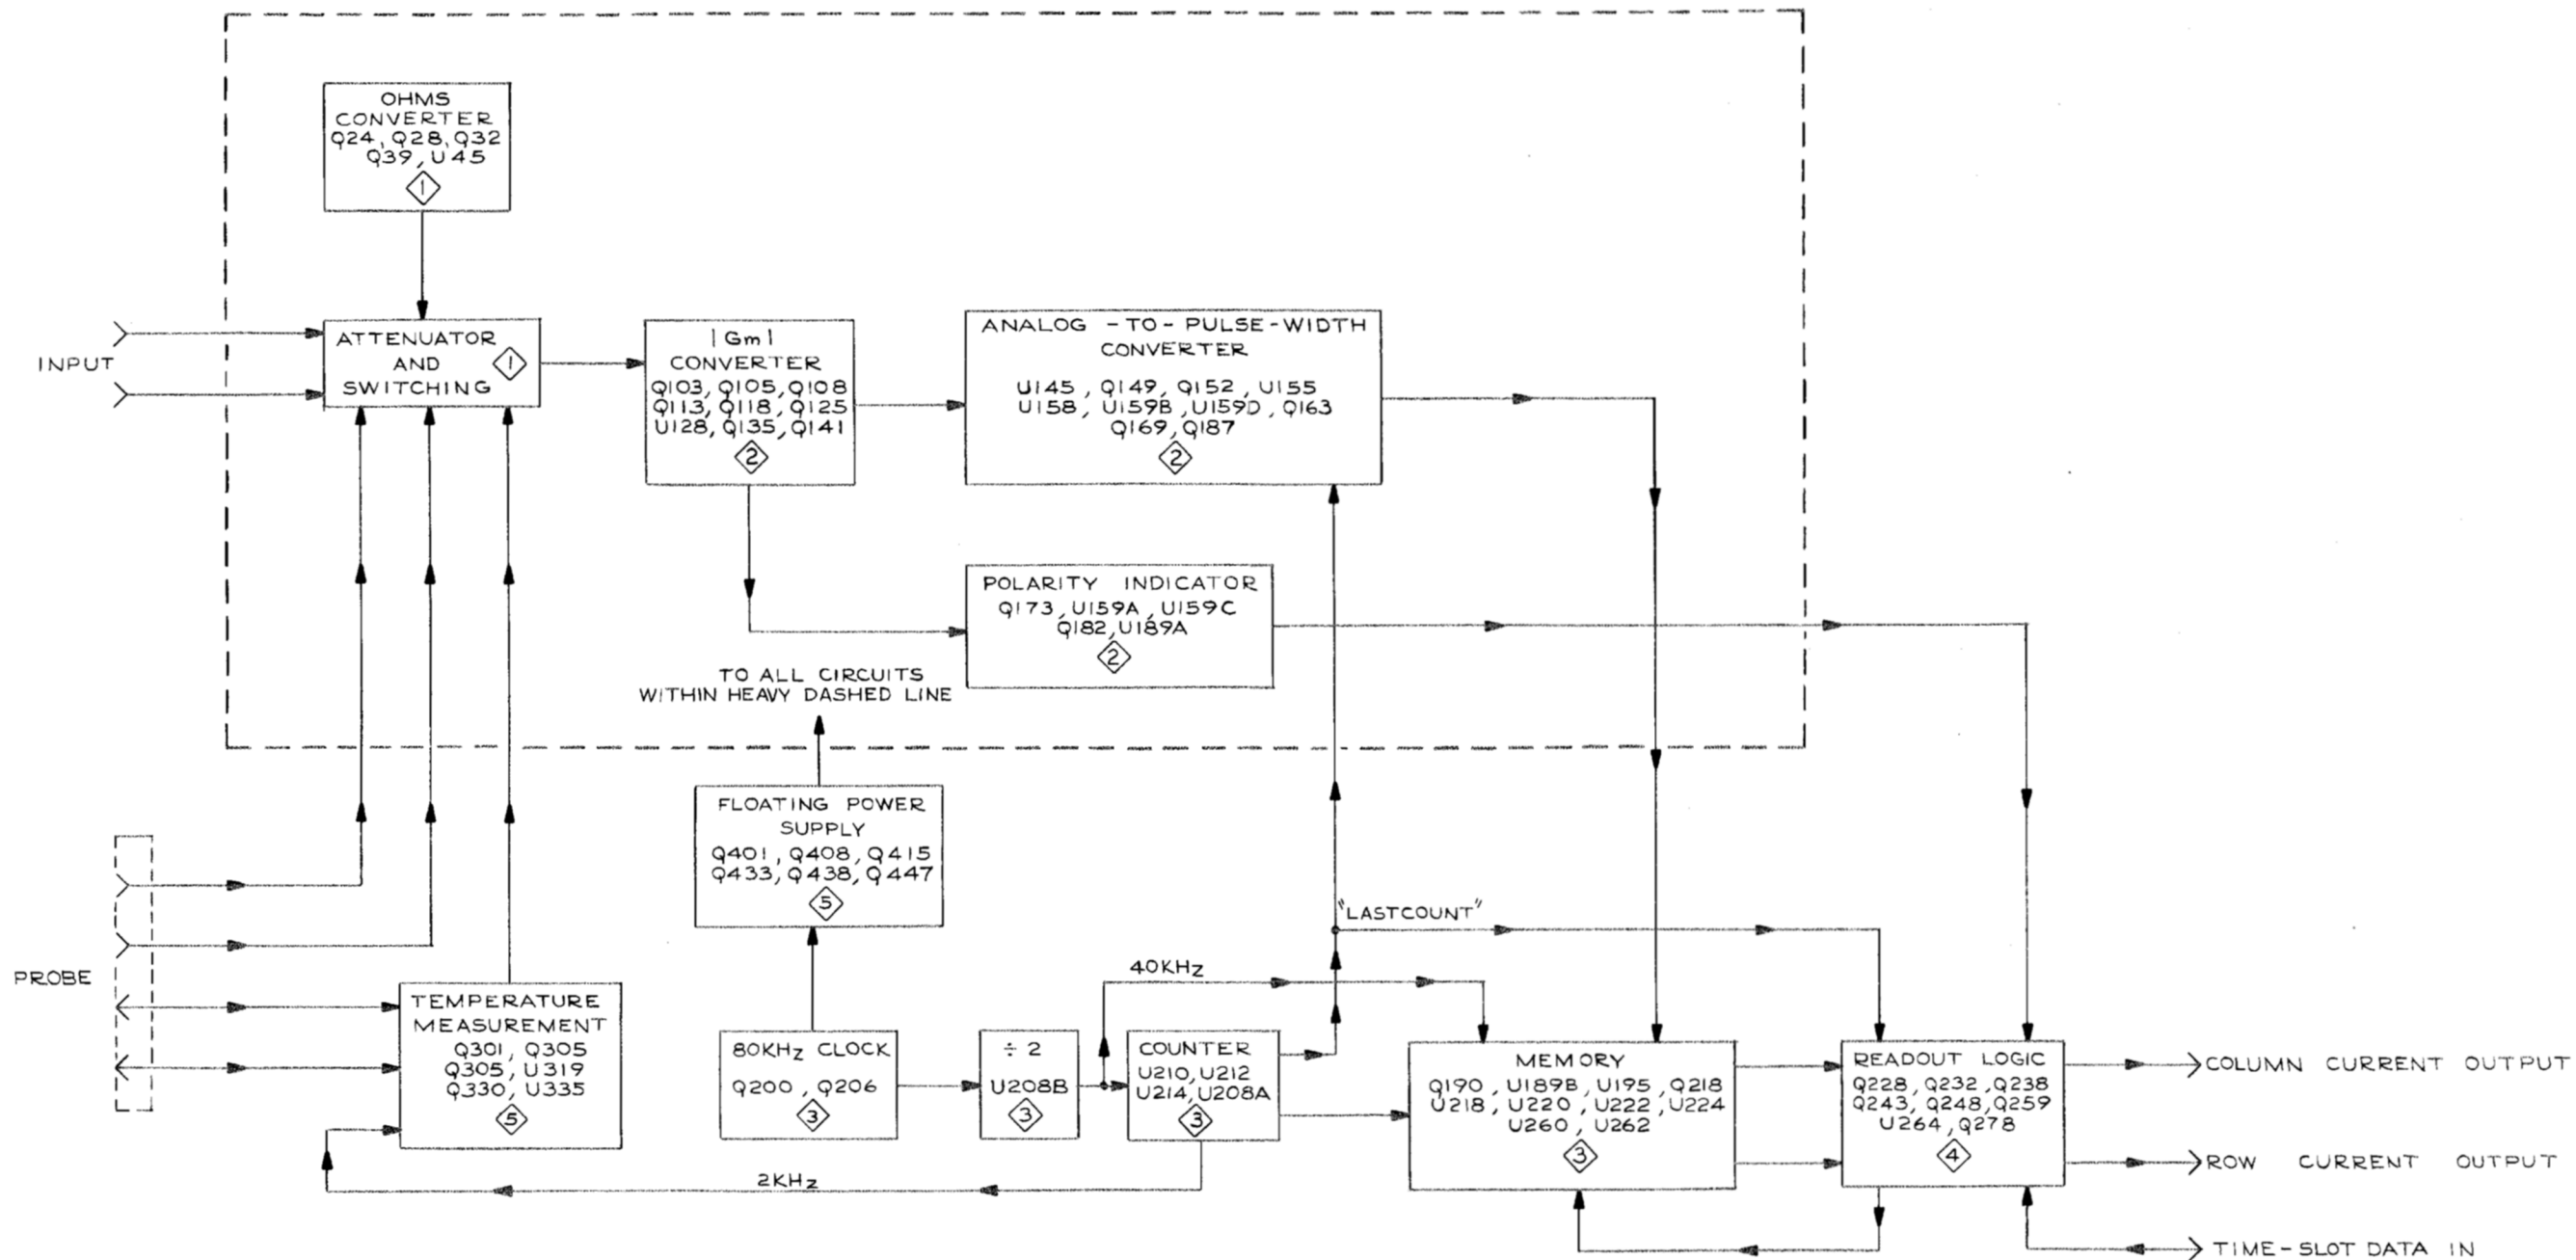 OHMS
CONVERTER
Q24, Q28, Q32
Q39, U45
1
INPUT
ATTENUATOR
AND
SWITCHING
1
|Gm|
CONVERTER
Q103, Q105, Q108
Q113, Q118, Q125
U128, Q135, Q141
2
ANALOG -TO- PULSE-WIDTH
CONVERTER
U145, Q149, Q152, U155
U158, U159B, U159D, Q163
Q169, Q187
2
POLARITY INDICATOR
Q173, U159A, U159C
Q182, U189A
2
TO ALL CIRCUITS
WITHIN HEAVY DASHED LINE
FLOATING POWER
SUPPLY
Q401, Q408, Q415
Q433, Q438, Q447
5
PROBE
TEMPERATURE
MEASUREMENT
Q301, Q305
Q305, U319
Q330, U335
5
80KHz CLOCK
Q200, Q206
3
÷ 2
U208B
3
40KHz
"LASTCOUNT"
COUNTER
U210, U212
U214, U208A
3
2KHz
MEMORY
Q190, U189B, U195, Q218
U218, U220, U222, U224
U260, U262
3
READOUT LOGIC
Q228, Q232, Q238
Q243, Q248, Q259
U264, Q278
4
COLUMN CURRENT OUTPUT
ROW CURRENT OUTPUT
TIME-SLOT DATA IN